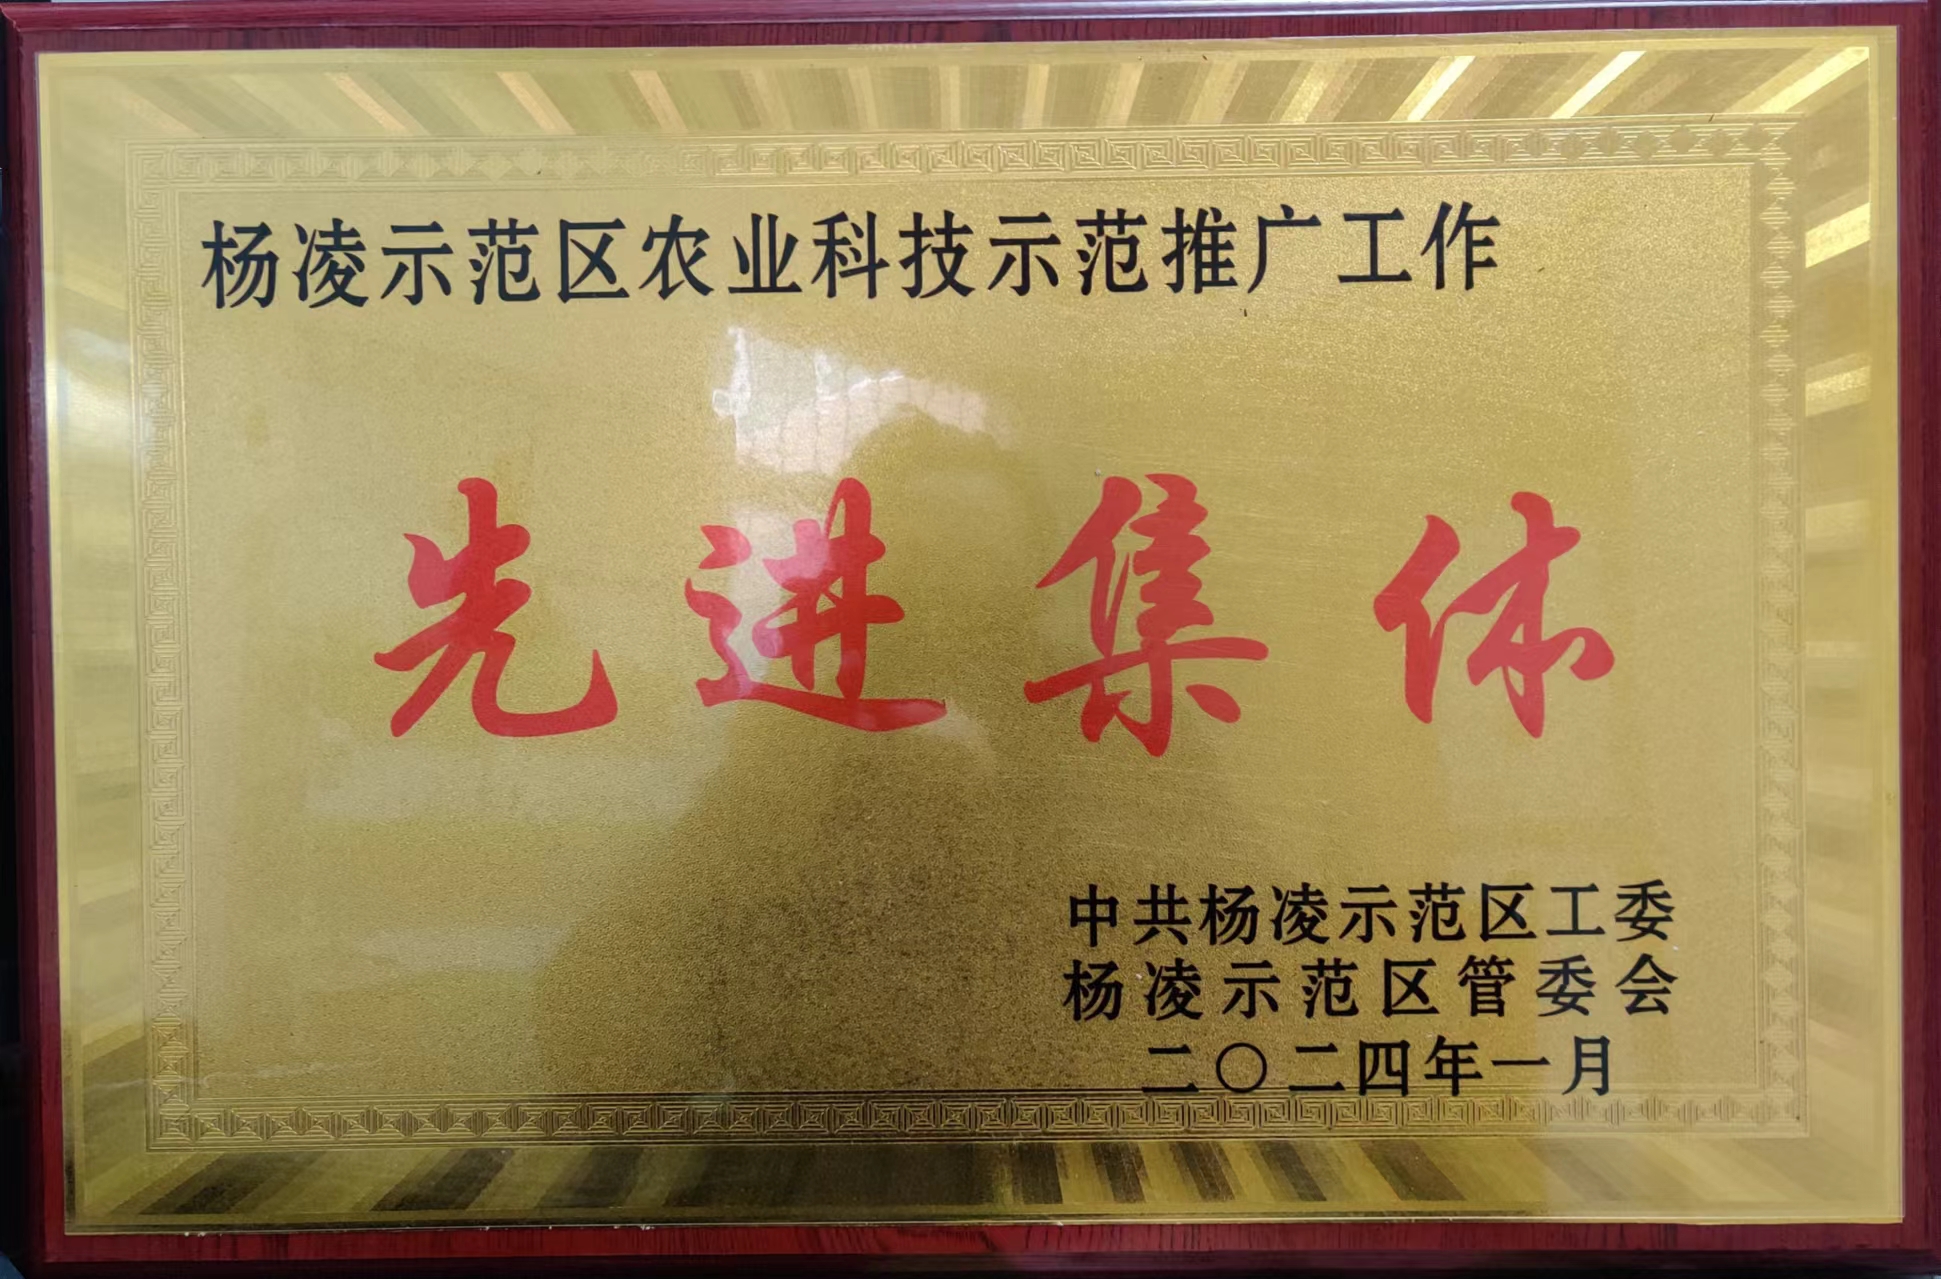 杨凌示范区农业科技示范推广工作
先进集体
中共杨凌示范区工委
杨凌示范区管委会
二〇二四年一月